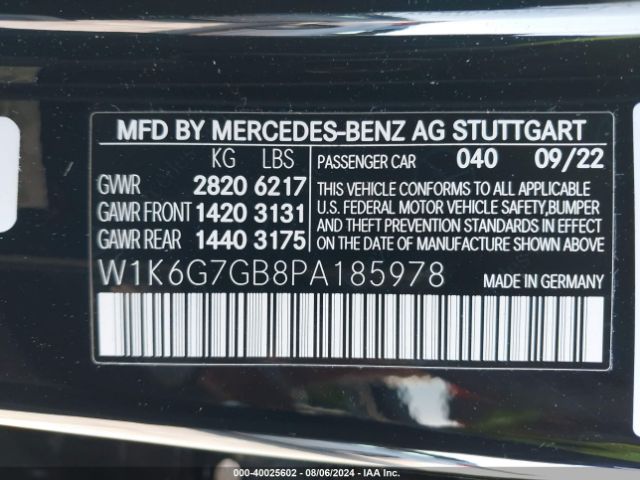 MFD BY MERCEDES-BENZ AG STUTTGART
KG LBS
GWWR 2820 6217
GAWR FRONT 1420 3131
GAWR REAR 1440 3175
PASSENGER CAR 040 09/22
THIS VEHICLE CONFORMS TO ALL APPLICABLE
U.S. FEDERAL MOTOR VEHICLE SAFETY,BUMPER
AND THEFT PREVENTION STANDARDS IN EFFECT
ON THE DATE OF MANUFACTURE SHOWN ABOVE
W1K6G7GB8PA185978
MADE IN GERMANY
000-40025602 - 08/06/2024 - IAA Inc.